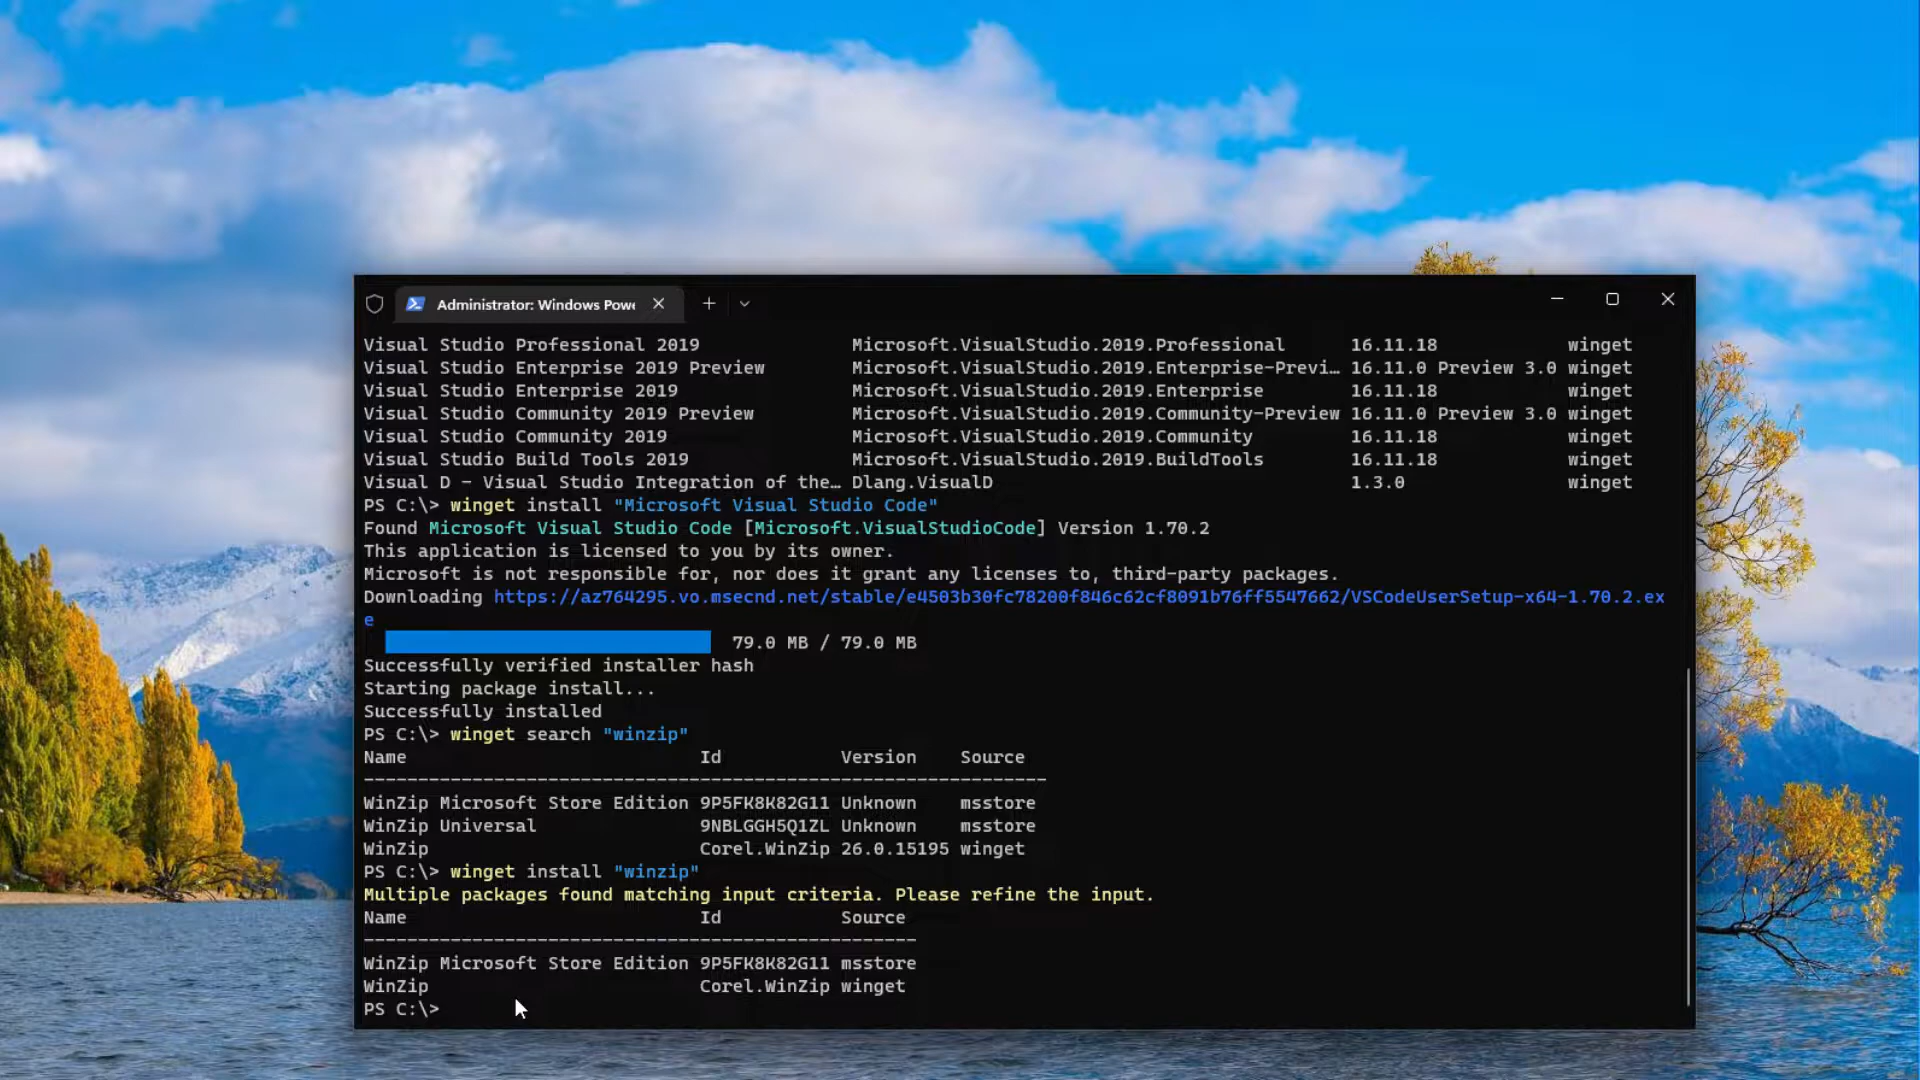 Administrator: Windows Powe
Visual Studio Professional 2019 Microsoft.VisualStudio.2019.Professional 16.11.18 winget
Visual Studio Enterprise 2019 Preview Microsoft.VisualStudio.2019.Enterprise-Previ… 16.11.0 Preview 3.0 winget
Visual Studio Enterprise 2019 Microsoft.VisualStudio.2019.Enterprise 16.11.18 winget
Visual Studio Community 2019 Preview Microsoft.VisualStudio.2019.Community-Preview 16.11.0 Preview 3.0 winget
Visual Studio Community 2019 Microsoft.VisualStudio.2019.Community 16.11.18 winget
Visual Studio Build Tools 2019 Microsoft.VisualStudio.2019.BuildTools 16.11.18 winget
Visual D - Visual Studio Integration of the… Dlang.VisualD 1.3.0 winget
PS C:\> winget install "Microsoft Visual Studio Code"
Found Microsoft Visual Studio Code [Microsoft.VisualStudioCode] Version 1.70.2
This application is licensed to you by its owner.
Microsoft is not responsible for, nor does it grant any licenses to, third-party packages.
Downloading https://az764295.vo.msecnd.net/stable/e4503b30fc78200f846c62cf8091b76ff5547662/VSCodeUserSetup-x64-1.70.2.ex
e
79.0 MB / 79.0 MB
Successfully verified installer hash
Starting package install...
Successfully installed
PS C:\> winget search "winzip"
Name Id Version Source
---------------------------------------------------------------
WinZip Microsoft Store Edition 9P5FK8K82G11 Unknown msstore
WinZip Universal 9NBLGGH5Q1ZL Unknown msstore
WinZip Corel.WinZip 26.0.15195 winget
PS C:\> winget install "winzip"
Multiple packages found matching input criteria. Please refine the input.
Name Id Source
---------------------------------------------------
WinZip Microsoft Store Edition 9P5FK8K82G11 msstore
WinZip Corel.WinZip winget
PS C:\>